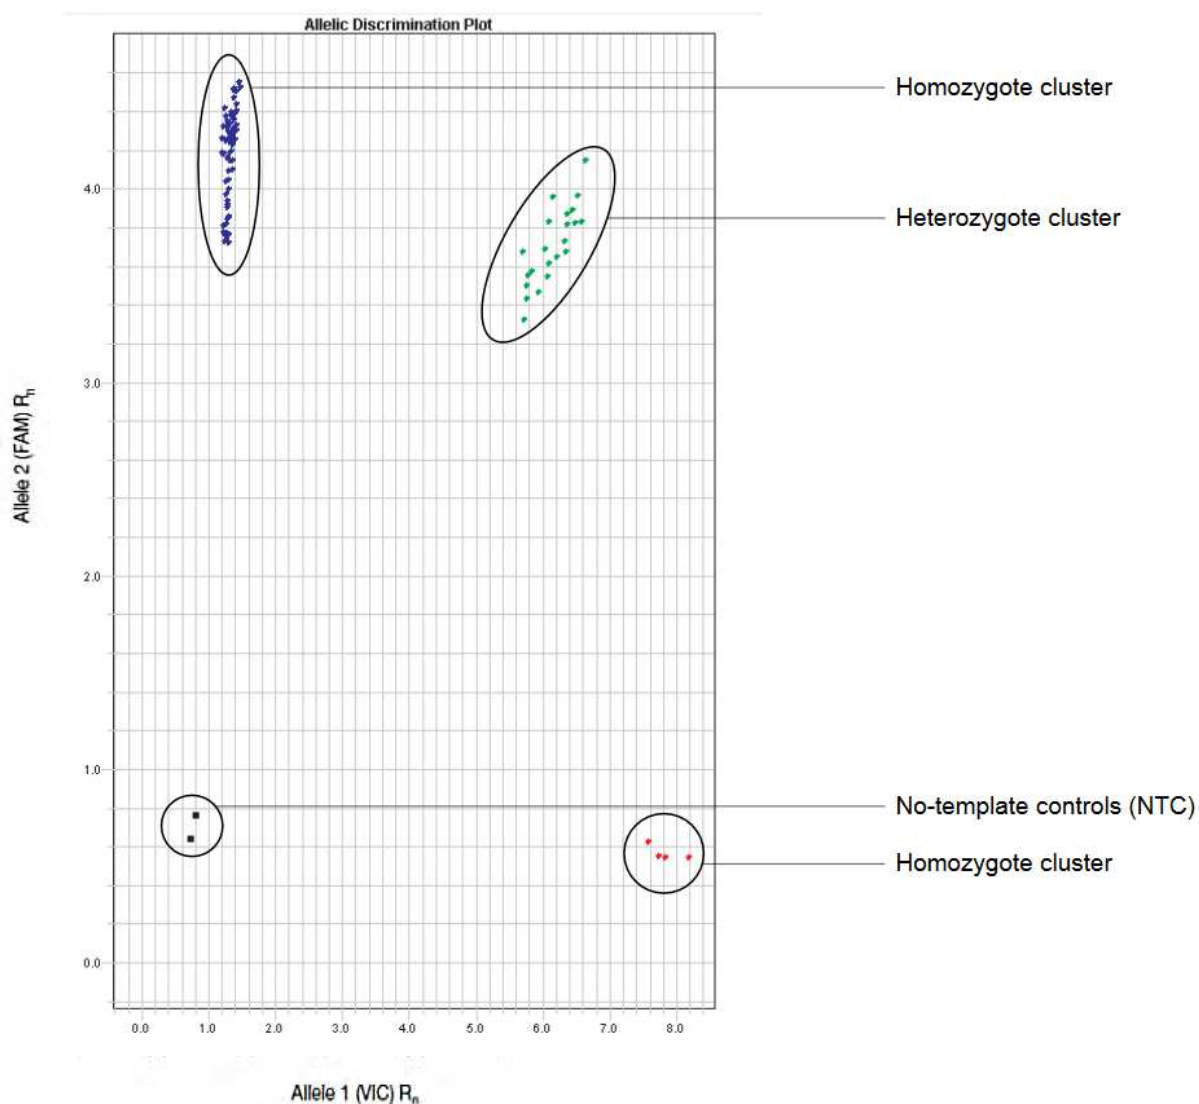 Allelic Discrimination Plot
Homozygote cluster
Heterozygote cluster
4.0
3.0
Allele 2 (FAM) Rn
2.0
1.0
No-template controls (NTC)
Homozygote cluster
0.0
0.0 1.0 2.0 3.0 4.0 5.0 6.0 7.0 8.0
Allele 1 (VIC) Rn